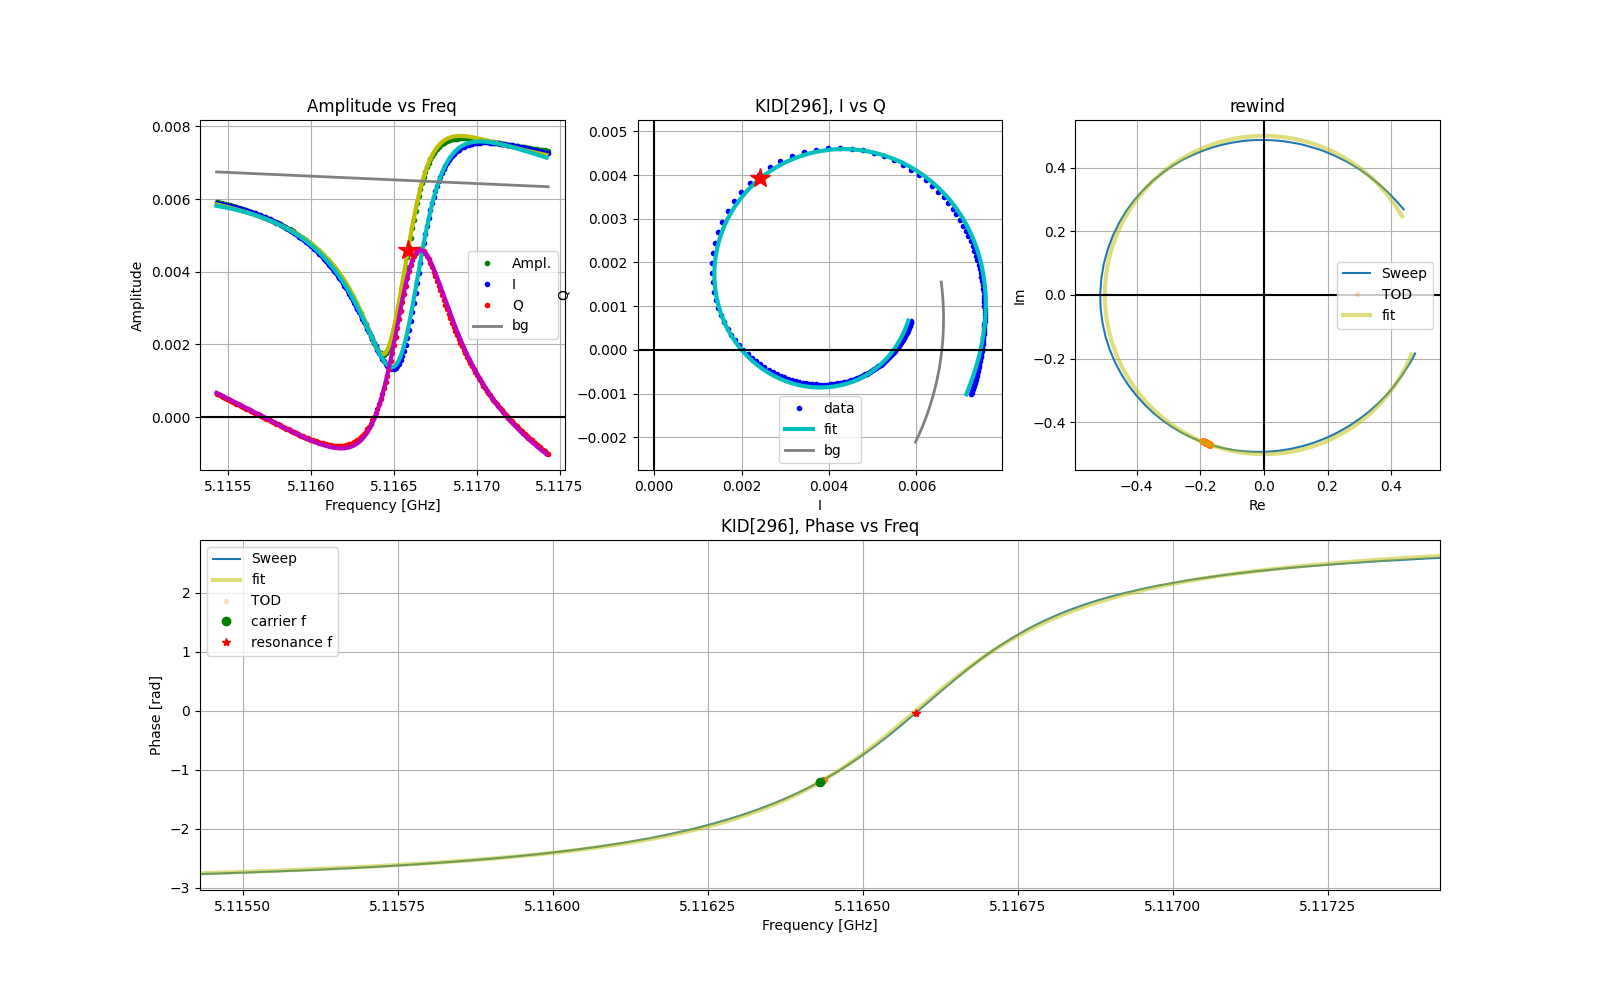 Amplitude vs Freq
0.008
0.006
0.004
0.002
0.000
Amplitude
Ampl.
I
Q
bg
5.1155 5.1160 5.1165 5.1170 5.1175
Frequency [GHz]
KID[296], I vs Q
0.005
0.004
0.003
0.002
0.001
0.000
−0.001
−0.002
Q
data
fit
bg
0.000 0.002 0.004 0.006
I
rewind
0.4
0.2
0.0
−0.2
−0.4
Im
Sweep
TOD
fit
−0.4 −0.2 0.0 0.2 0.4
Re
KID[296], Phase vs Freq
Sweep
fit
TOD
carrier f
resonance f
2
1
0
−1
−2
−3
Phase [rad]
5.11550 5.11575 5.11600 5.11625 5.11650 5.11675 5.11700 5.11725
Frequency [GHz]